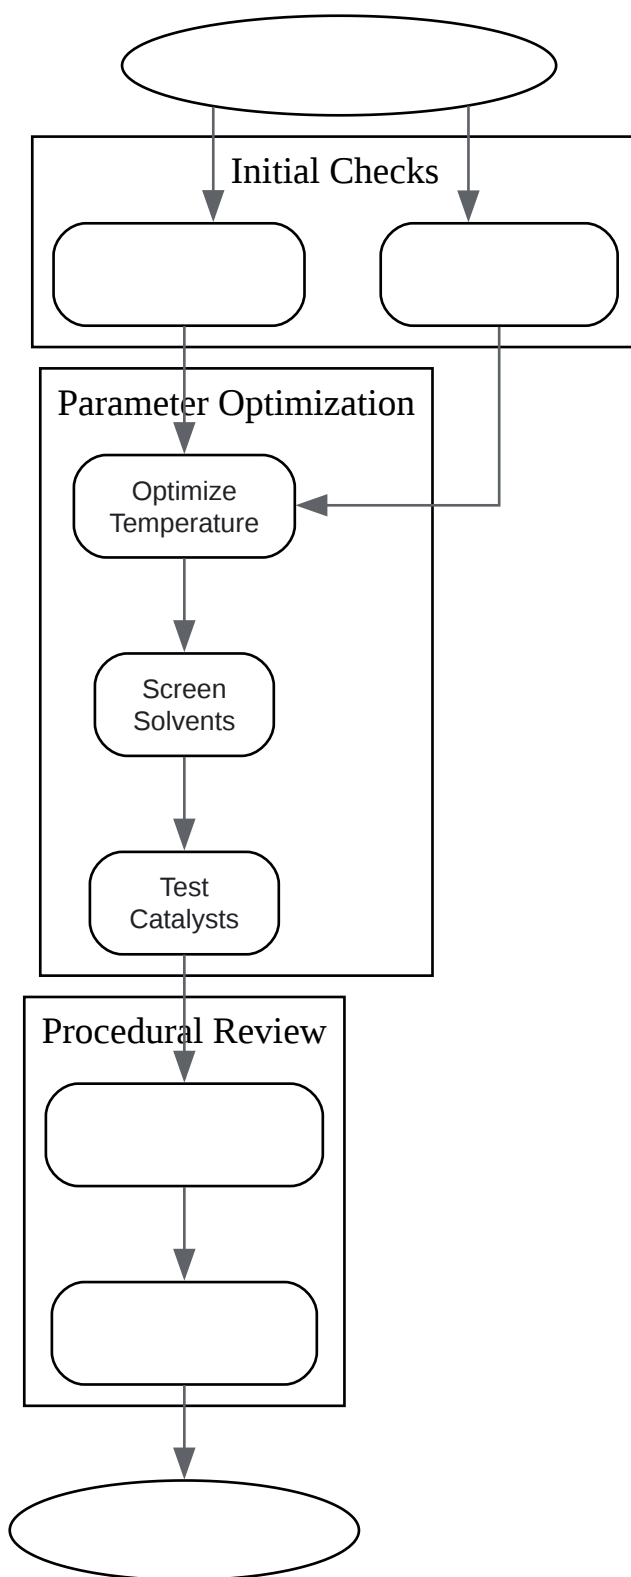 Initial Checks
Parameter Optimization
Optimize
Temperature
Screen
Solvents
Test
Catalysts
Procedural Review